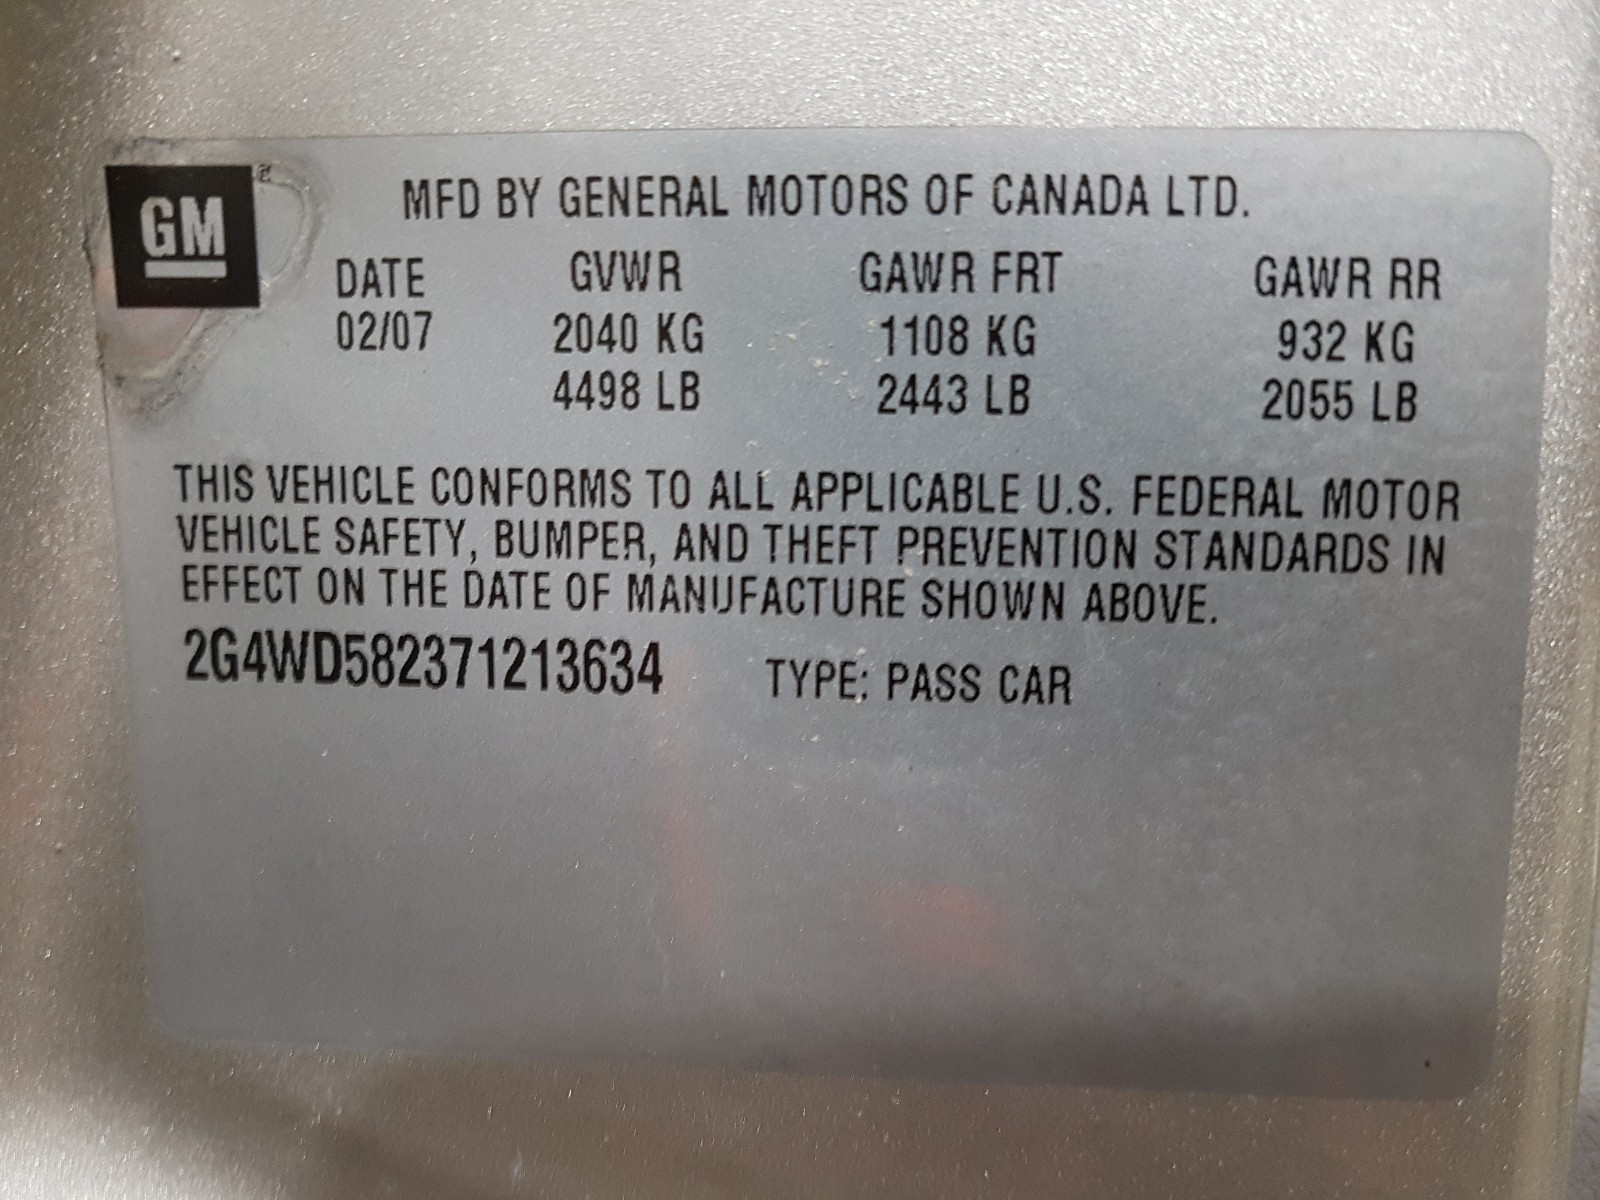 GM
MFD BY GENERAL MOTORS OF CANADA LTD.
DATE GVWR GAWR FRT GAWR RR
02/07 2040 KG 1108 KG 932 KG
4498 LB 2443 LB 2055 LB
THIS VEHICLE CONFORMS TO ALL APPLICABLE U.S. FEDERAL MOTOR
VEHICLE SAFETY, BUMPER, AND THEFT PREVENTION STANDARDS IN
EFFECT ON THE DATE OF MANUFACTURE SHOWN ABOVE.
2G4WD582371213634 TYPE: PASS CAR